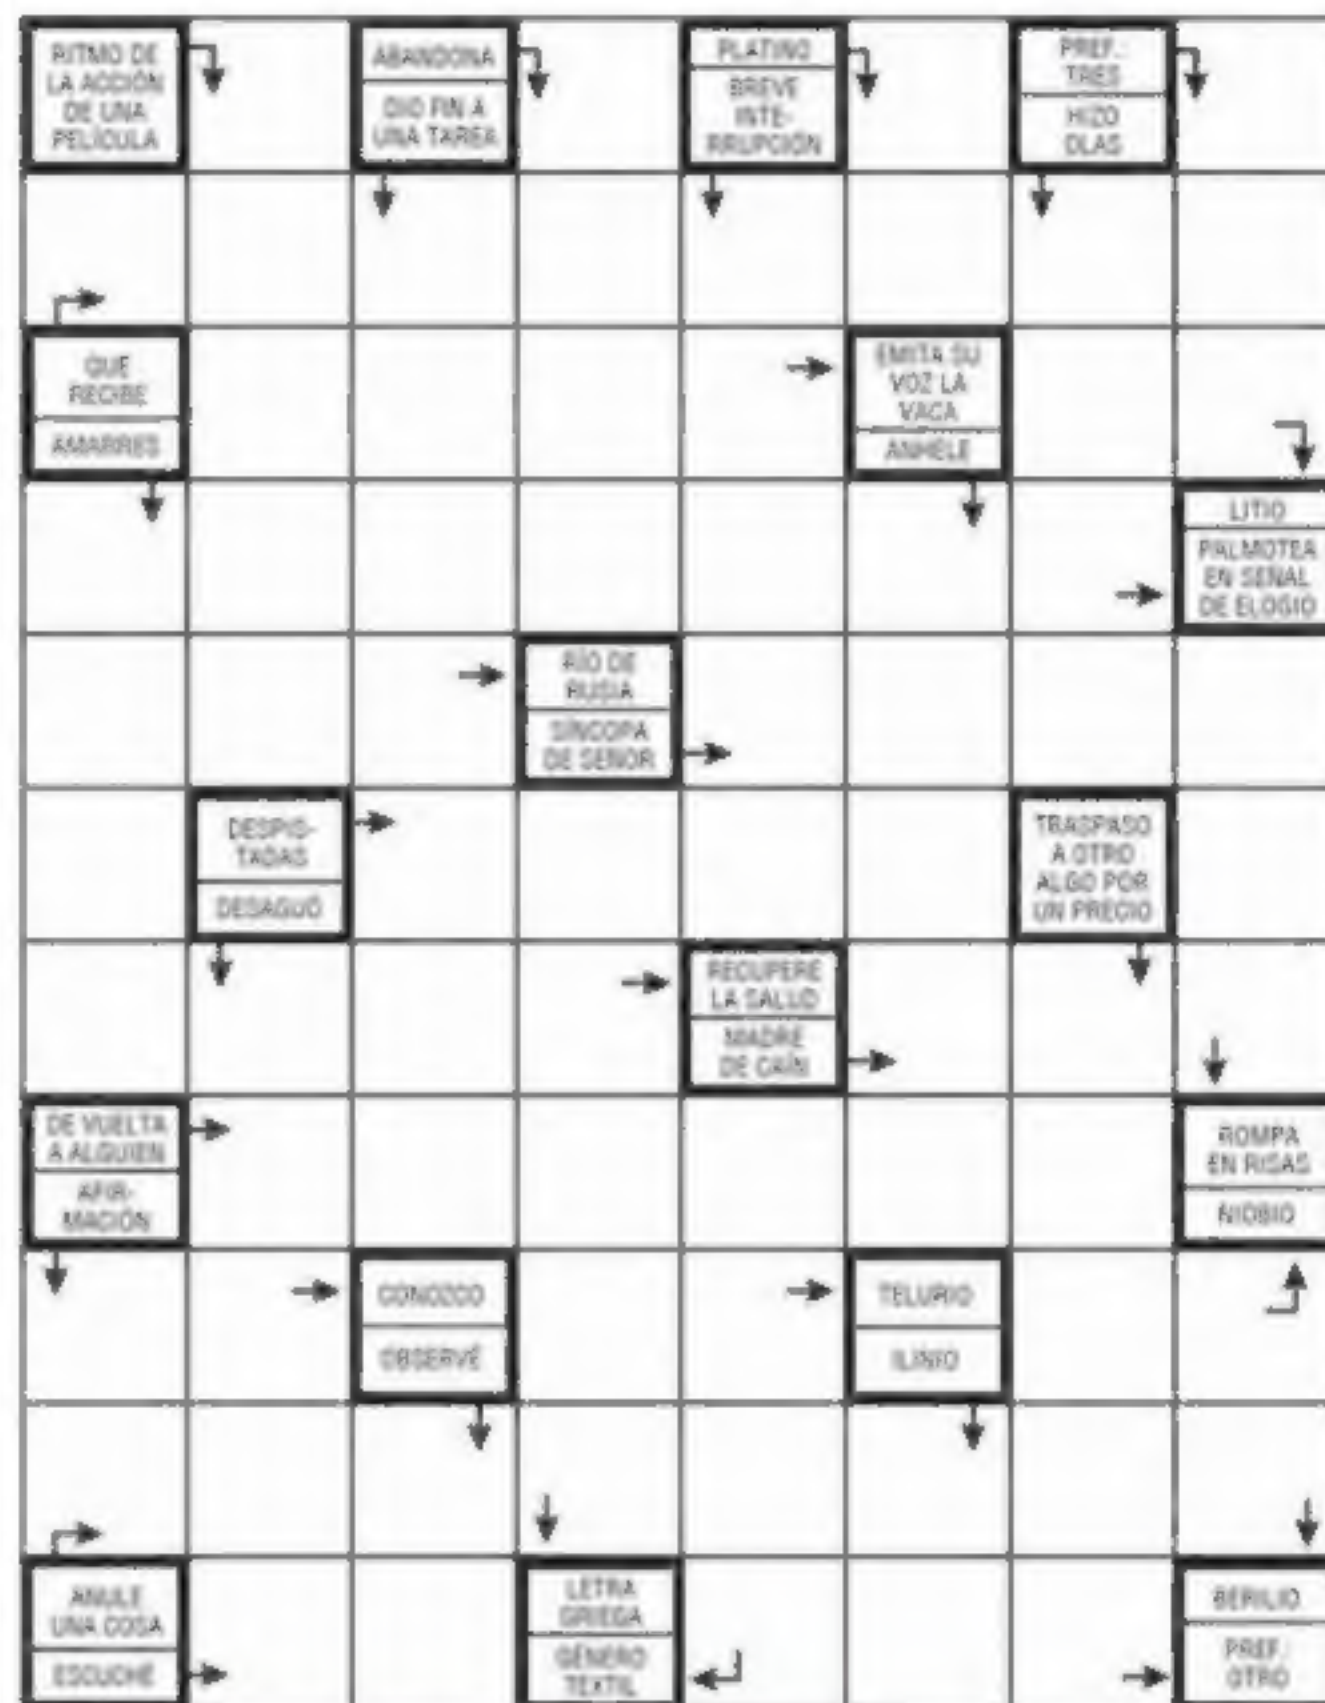 RITMO DE
LA ACCIÓN
DE UNA
PELÍCULA
ABANDONA
DIO FIN A
UNA TAREA
PLATINO
BREVE
INTE-
RRUPCIÓN
PREF.:
TRES
HIZO
OLAS
QUE
RECIBE
AMARRES
EMITA SU
VOZ LA
VACA
ANHELE
LITIO
PALMOTEA
EN SEÑAL
DE ELOGIO
RÍO DE
RUSIA
SÍNCOPA
DE SEÑOR
DESPIS-
TADAS
DESAGUÓ
TRASPASO
A OTRO
ALGO POR
UN PRECIO
RECUPERE
LA SALUD
MADRE
DE CAÍN
DE VUELTA
A ALGUIEN
AFIR-
MACIÓN
ROMPA
EN RISAS
NIOBIO
CONOZCO
OBSERVÉ
TELURIO
ILINIO
ANULE
UNA COSA
ESCUCHÉ
LETRA
GRIEGA
GÉNERO
TEXTIL
BERILIO
PREF.:
OTRO